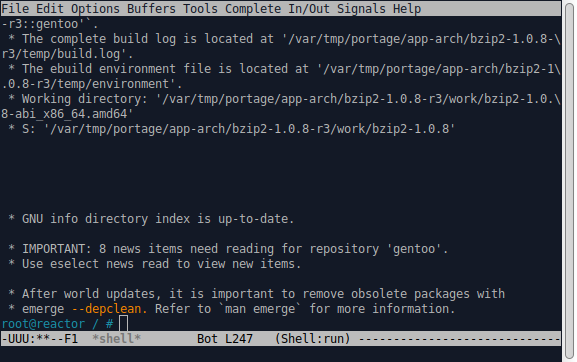 File Edit Options Buffers Tools Complete In/Out Signals Help
-r3::gentoo'`.
 * The complete build log is located at '/var/tmp/portage/app-arch/bzip2-1.0.8-\
r3/temp/build.log'.
 * The ebuild environment file is located at '/var/tmp/portage/app-arch/bzip2-1\
.0.8-r3/temp/environment'.
 * Working directory: '/var/tmp/portage/app-arch/bzip2-1.0.8-r3/work/bzip2-1.0.\
8-abi_x86_64.amd64'
 * S: '/var/tmp/portage/app-arch/bzip2-1.0.8-r3/work/bzip2-1.0.8'
 * GNU info directory index is up-to-date.
 * IMPORTANT: 8 news items need reading for repository 'gentoo'.
 * Use eselect news read to view new items.
 * After world updates, it is important to remove obsolete packages with
 * emerge --depclean. Refer to `man emerge` for more information.
root@reactor / #
-UUU:**--F1  *shell*        Bot L247   (Shell:run) -----------------------------